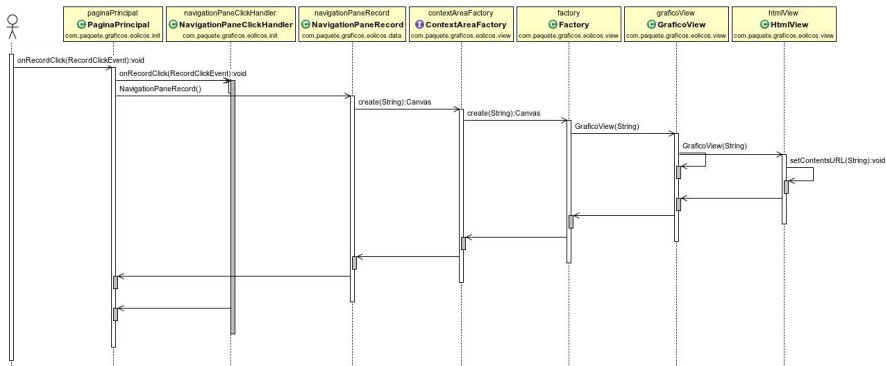 paginaPrincipal
PaginaPrincipal
com.paquete.graficos.eolicos.init
navigationPaneClickHandler
NavigationPaneClickHandler
com.paquete.graficos.eolicos.init
navigationPaneRecord
NavigationPaneRecord
com.paquete.graficos.eolicos.data
contextAreaFactory
ContextAreaFactory
com.paquete.graficos.eolicos.view
factory
Factory
com.paquete.graficos.eolicos.view
graficoView
GraficoView
com.paquete.graficos.eolicos.view
htmlView
HtmlView
com.paquete.graficos.eolicos.view
onRecordClick(RecordClickEvent):void
onRecordClick(RecordClickEvent):void
NavigationPaneRecord()
create(String):Canvas
create(String):Canvas
GraficoView(String)
GraficoView(String)
setContentsURL(String):void